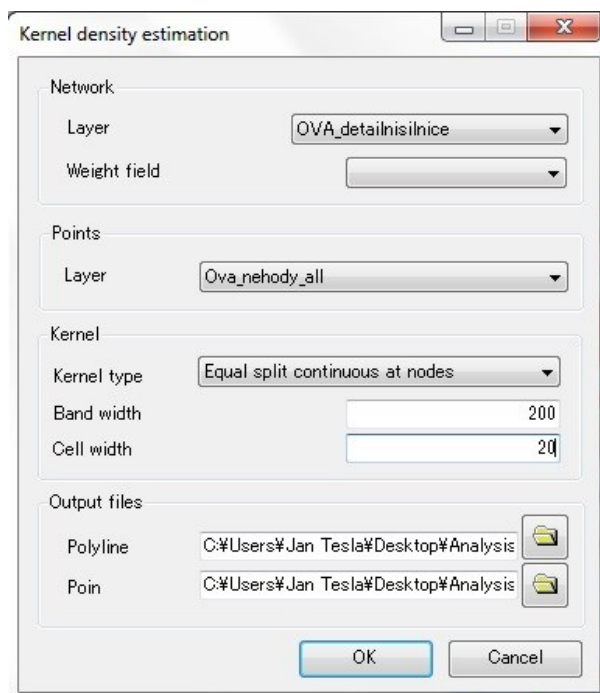 Kernel density estimation
Network
Layer OVA_detailnisilnice
Weight field
Points
Layer Ova_nehody_all
Kernel
Kernel type Equal split continuous at nodes
Band width 200
Cell width 20
Output files
Polyline C:¥Users¥Jan Tesla¥Desktop¥Analysis
Poin C:¥Users¥Jan Tesla¥Desktop¥Analysis
OK Cancel